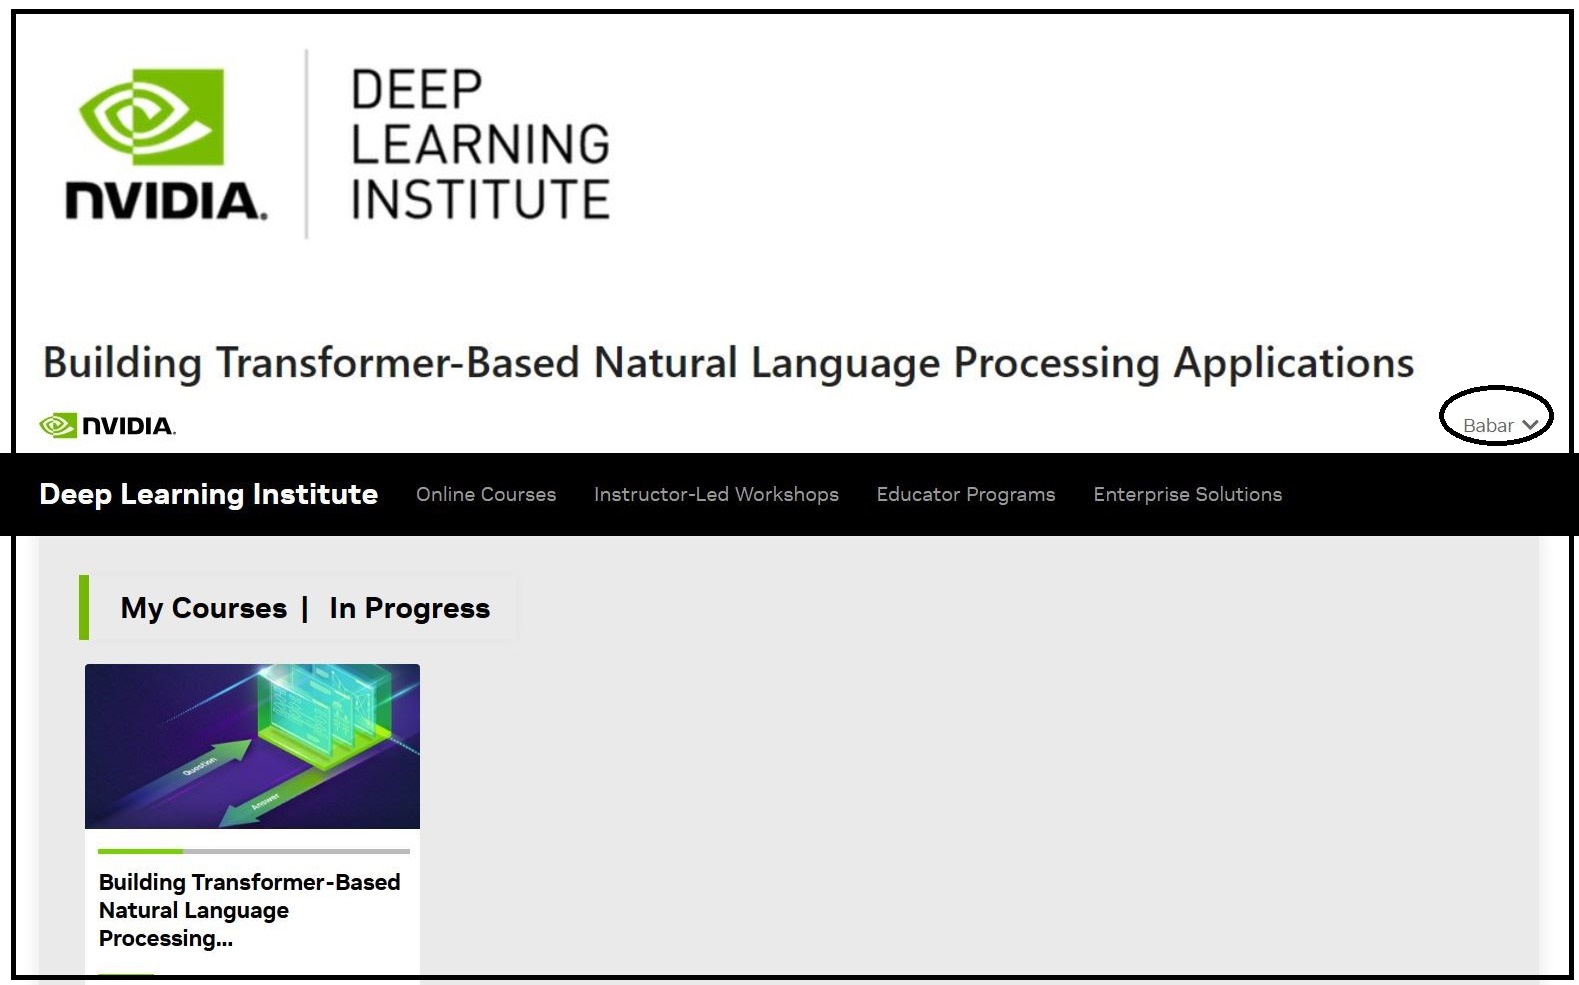 DEEP
LEARNING
INSTITUTE
NVIDIA.
Building Transformer-Based Natural Language Processing Applications
NVIDIA.
Babar
Deep Learning Institute Online Courses Instructor-Led Workshops Educator Programs Enterprise Solutions
My Courses | In Progress
Question
Answer
Building Transformer-Based
Natural Language
Processing...